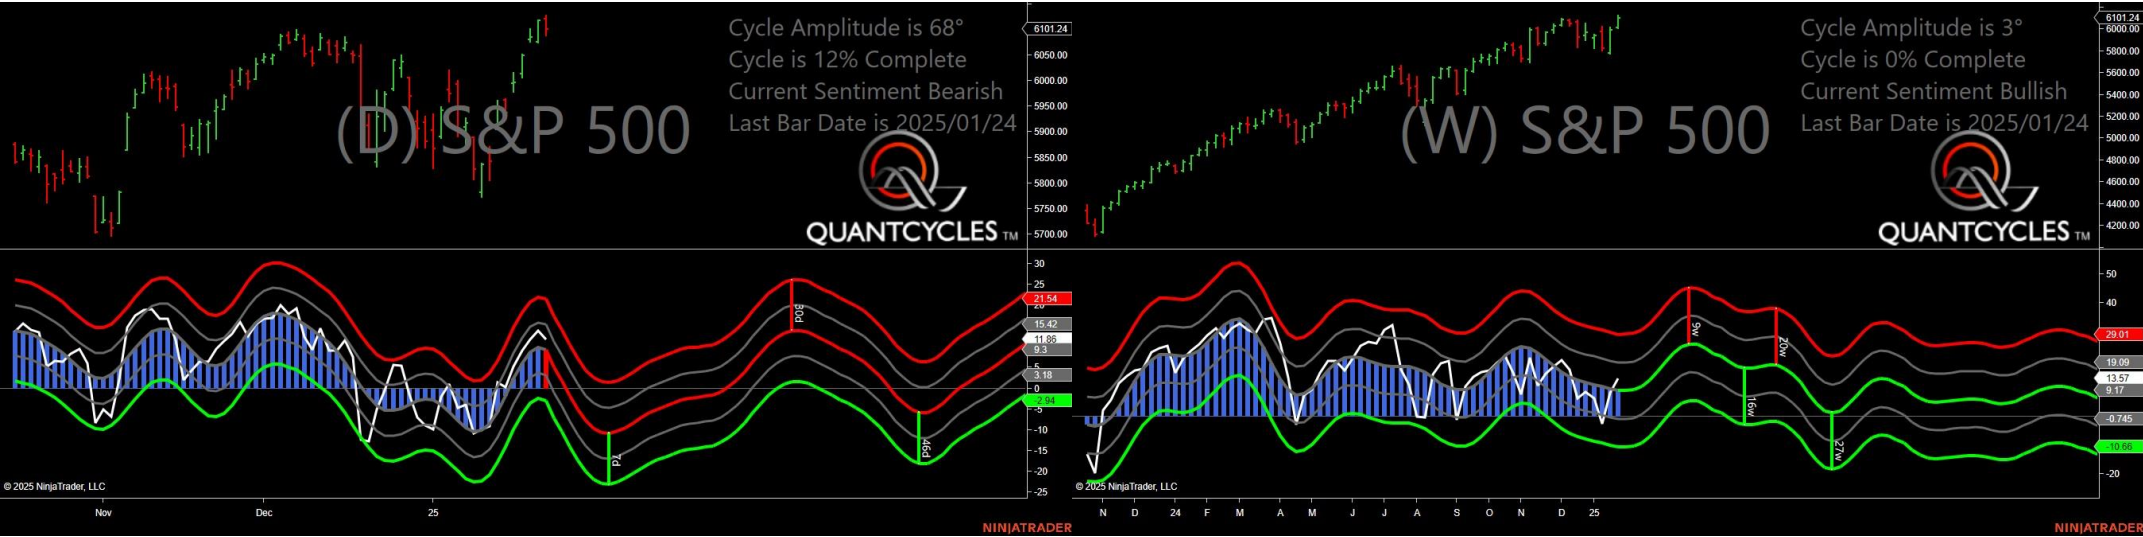 Cycle Amplitude is 68°
Cycle is 12% Complete
Current Sentiment Bearish
Last Bar Date is 2025/01/24
(D) S&P 500
QUANTCYCLES TM
6101.24
6050.00
6000.00
5950.00
5900.00
5850.00
5800.00
5750.00
5700.00
30
25
21.54
20
15.42
11.86
9.3
5
3.18
0
-2.94
-5
-10
-15
-20
-25
7d
30d
46d
© 2025 NinjaTrader, LLC
Nov Dec 25
NINJATRADER
Cycle Amplitude is 3°
Cycle is 0% Complete
Current Sentiment Bullish
Last Bar Date is 2025/01/24
(W) S&P 500
QUANTCYCLES TM
6101.24
6000.00
5800.00
5600.00
5400.00
5200.00
5000.00
4800.00
4600.00
4400.00
4200.00
50
40
29.01
19.09
13.57
9.17
-0.745
-10.66
-20
9w
16w
20w
27w
© 2025 NinjaTrader, LLC
N D 24 F M A M J J A S O N D 25
NINJATRADER